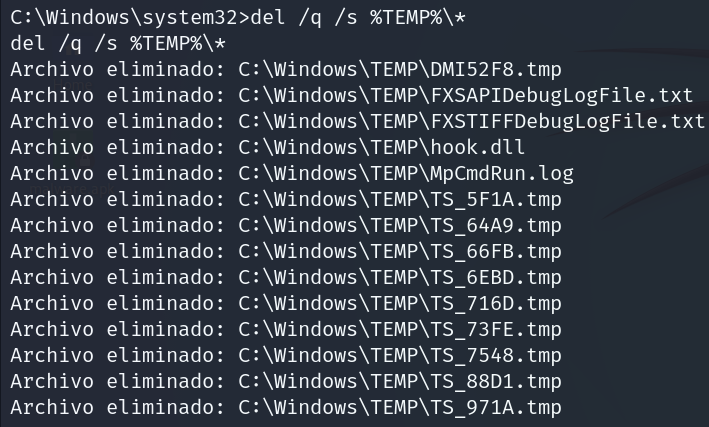 C:\Windows\system32>del /q /s %TEMP%\*
del /q /s %TEMP%\*
Archivo eliminado: C:\Windows\TEMP\DMI52F8.tmp
Archivo eliminado: C:\Windows\TEMP\FXSAPIDebugLogFile.txt
Archivo eliminado: C:\Windows\TEMP\FXSTIFFDebugLogFile.txt
Archivo eliminado: C:\Windows\TEMP\hook.dll
Archivo eliminado: C:\Windows\TEMP\MpCmdRun.log
Archivo eliminado: C:\Windows\TEMP\TS_5F1A.tmp
Archivo eliminado: C:\Windows\TEMP\TS_64A9.tmp
Archivo eliminado: C:\Windows\TEMP\TS_66FB.tmp
Archivo eliminado: C:\Windows\TEMP\TS_6EBD.tmp
Archivo eliminado: C:\Windows\TEMP\TS_716D.tmp
Archivo eliminado: C:\Windows\TEMP\TS_73FE.tmp
Archivo eliminado: C:\Windows\TEMP\TS_7548.tmp
Archivo eliminado: C:\Windows\TEMP\TS_88D1.tmp
Archivo eliminado: C:\Windows\TEMP\TS_971A.tmp